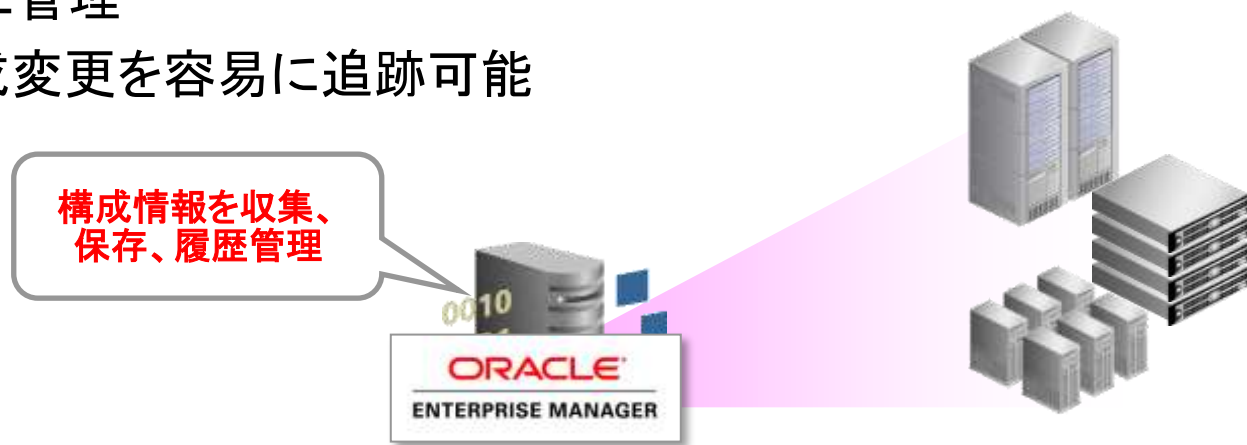 管理
変更を容易に追跡可能
構成情報を収集、
保存、履歴管理
0010
ORACLE
ENTERPRISE MANAGER